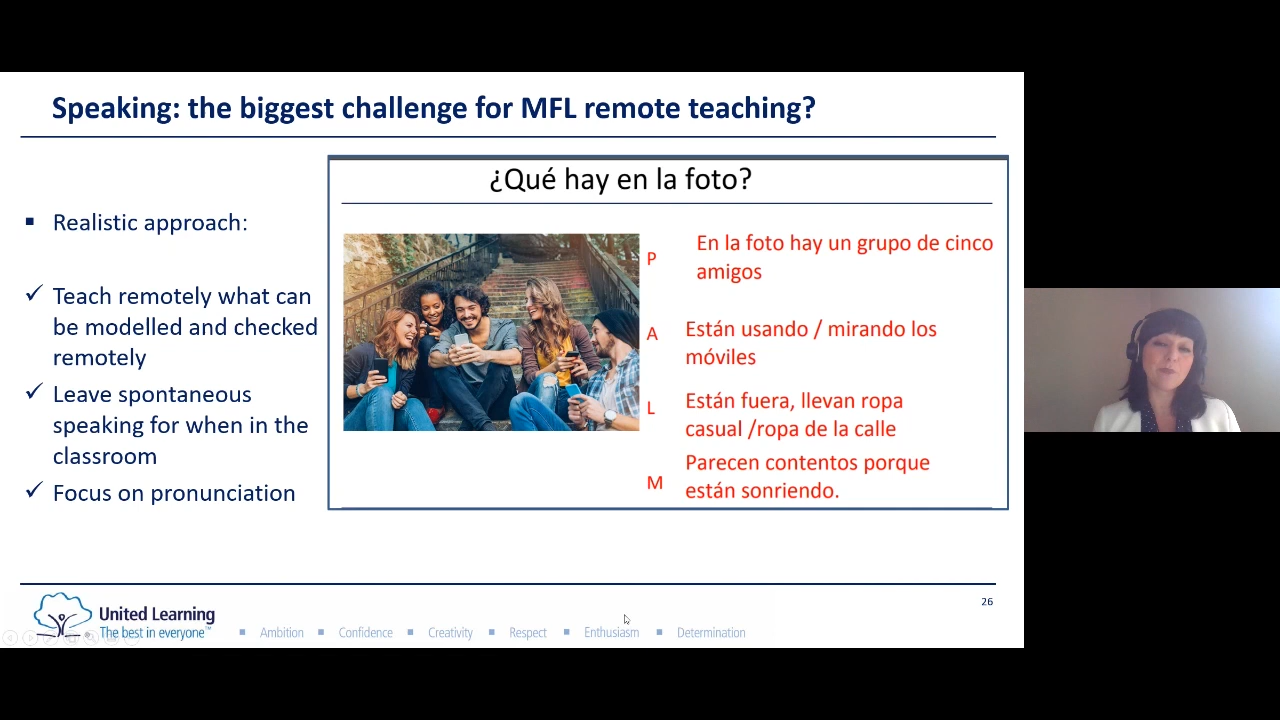 Speaking: the biggest challenge for MFL remote teaching?
Realistic approach:
Teach remotely what can
be modelled and checked
remotely
Leave spontaneous
speaking for when in the
classroom
Focus on pronunciation
¿Qué hay en la foto?
P
En la foto hay un grupo de cinco
amigos
A
Están usando / mirando los
móviles
L
Están fuera, llevan ropa
casual /ropa de la calle
M
Parecen contentos porque
están sonriendo.
26
United Learning
The best in everyone™
Ambition
Confidence
Creativity
Respect
Enthusiasm
Determination